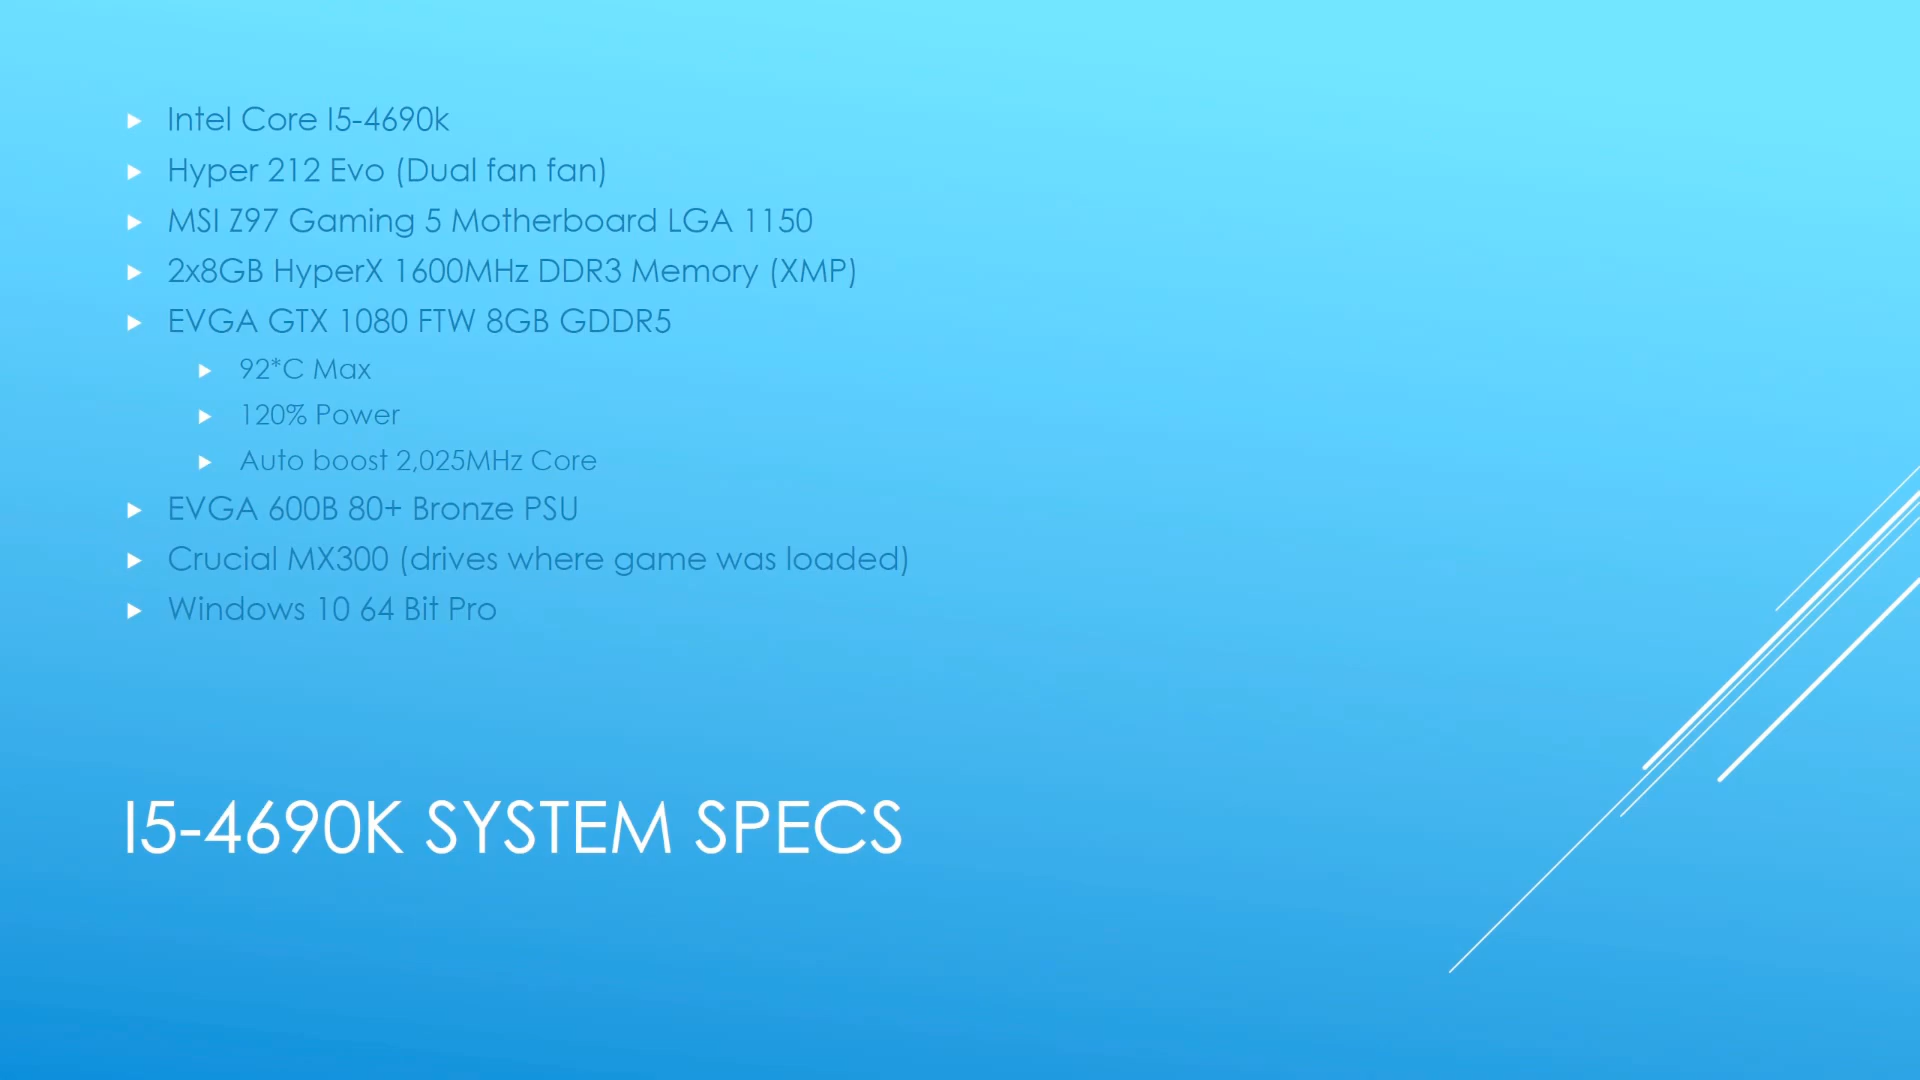 Intel Core I5-4690k
Hyper 212 Evo (Dual fan fan)
MSI Z97 Gaming 5 Motherboard LGA 1150
2x8GB HyperX 1600MHz DDR3 Memory (XMP)
EVGA GTX 1080 FTW 8GB GDDR5
92*C Max
120% Power
Auto boost 2,025MHz Core
EVGA 600B 80+ Bronze PSU
Crucial MX300 (drives where game was loaded)
Windows 10 64 Bit Pro
I5-4690K SYSTEM SPECS